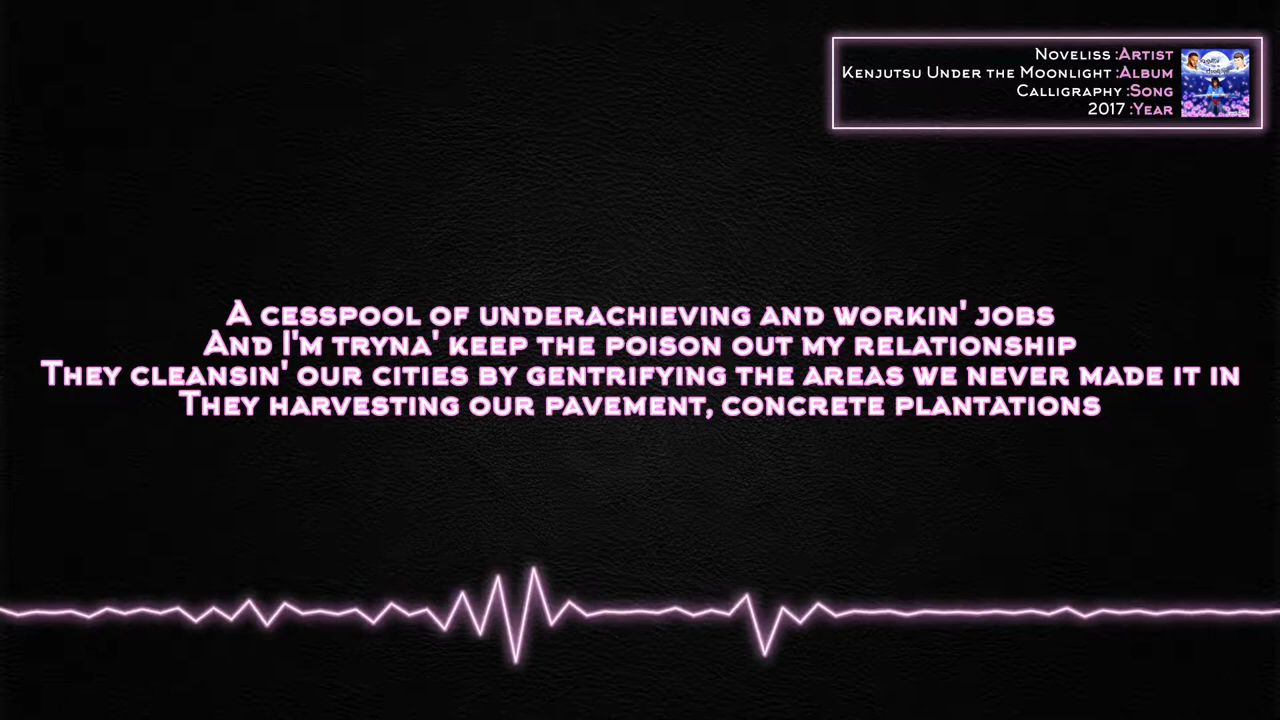 Noveliss :Artist
Kenjutsu Under the Moonlight :Album
Calligraphy :Song
2017 :Year
A cesspool of underachieving and workin' jobs
And I'm tryna' keep the poison out my relationship
They cleansin' our cities by gentrifying the areas we never made it in
They harvesting our pavement, concrete plantations